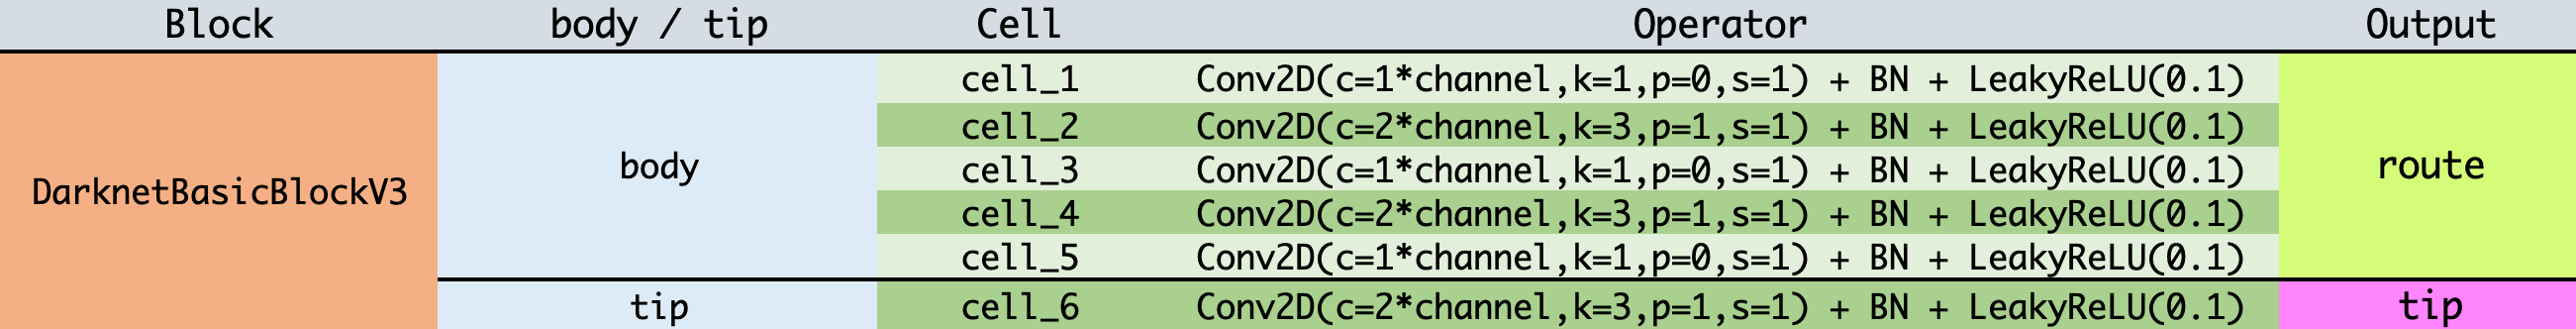 Block body / tip Cell Operator Output
cell_1 Conv2D(c=1*channel,k=1,p=0,s=1) + BN + LeakyReLU(0.1)
cell_2 Conv2D(c=2*channel,k=3,p=1,s=1) + BN + LeakyReLU(0.1)
body cell_3 Conv2D(c=1*channel,k=1,p=0,s=1) + BN + LeakyReLU(0.1) route
DarknetBasicBlockV3 cell_4 Conv2D(c=2*channel,k=3,p=1,s=1) + BN + LeakyReLU(0.1)
cell_5 Conv2D(c=1*channel,k=1,p=0,s=1) + BN + LeakyReLU(0.1)
tip cell_6 Conv2D(c=2*channel,k=3,p=1,s=1) + BN + LeakyReLU(0.1) tip